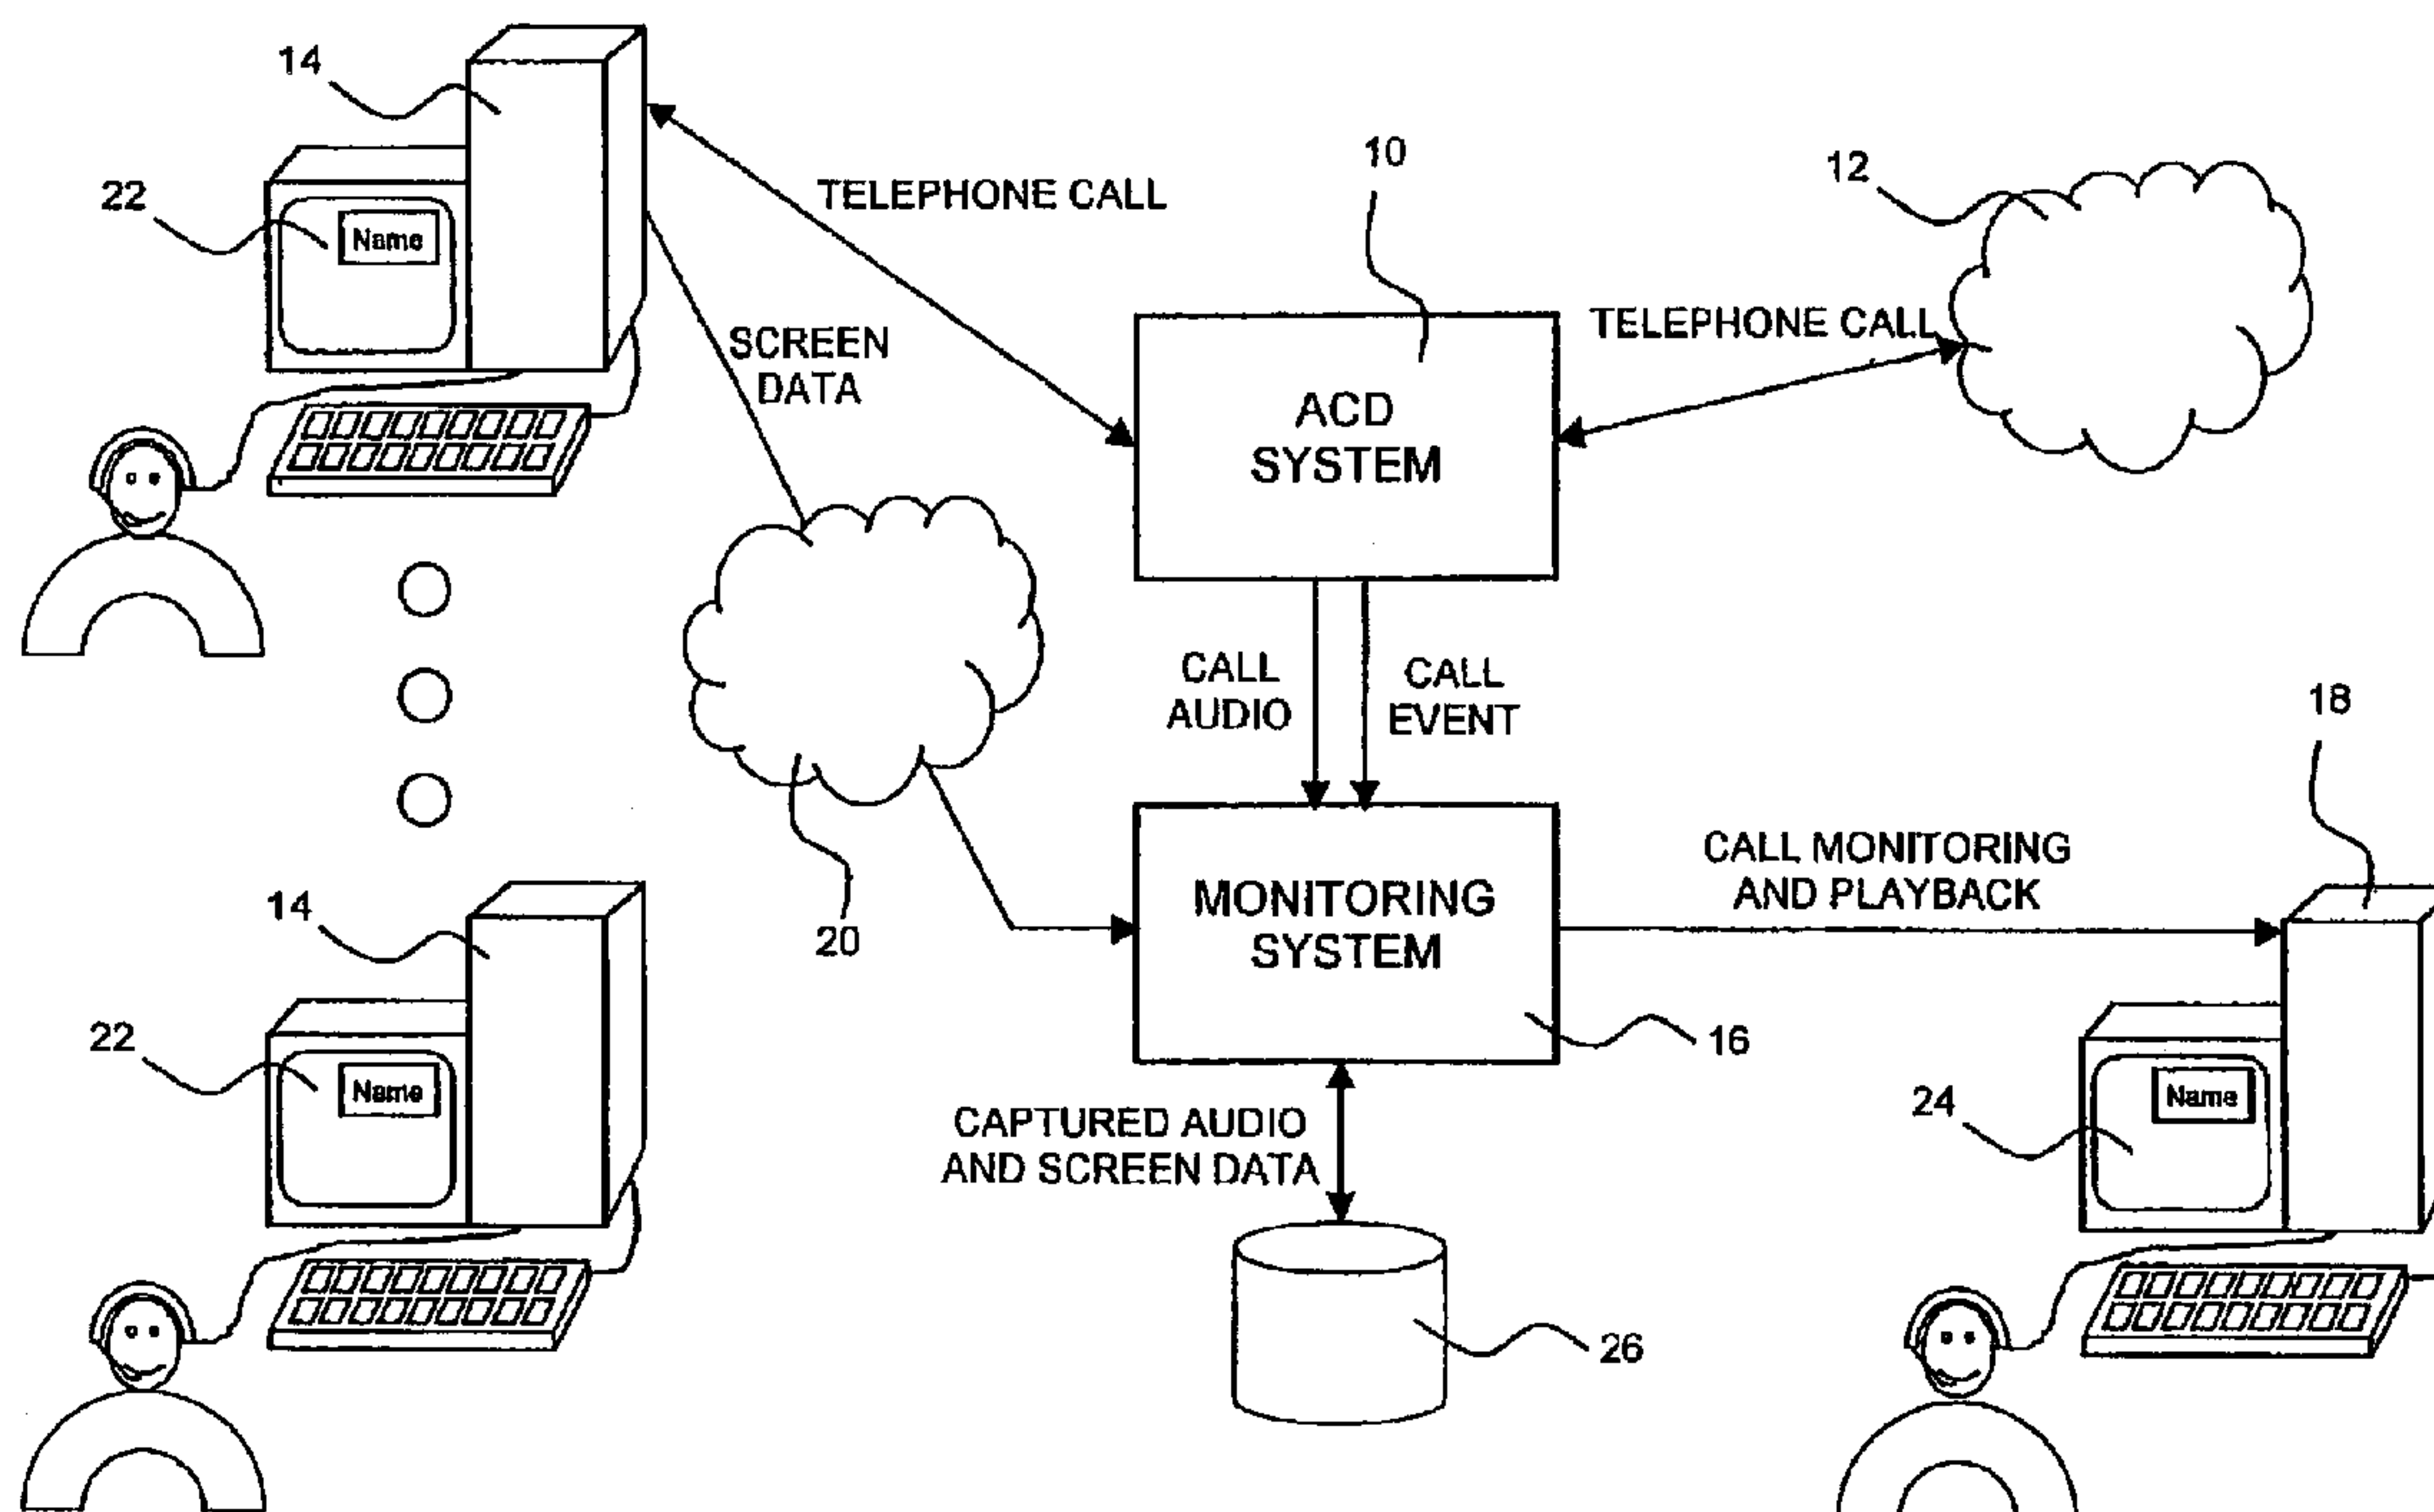 14
22
Name
TELEPHONE CALL
10
12
SCREEN
DATA
TELEPHONE CALL
ACD
SYSTEM
CALL
AUDIO
CALL
EVENT
18
14
20
MONITORING
SYSTEM
CALL MONITORING
AND PLAYBACK
22
Name
16
24
Name
CAPTURED AUDIO
AND SCREEN DATA
26